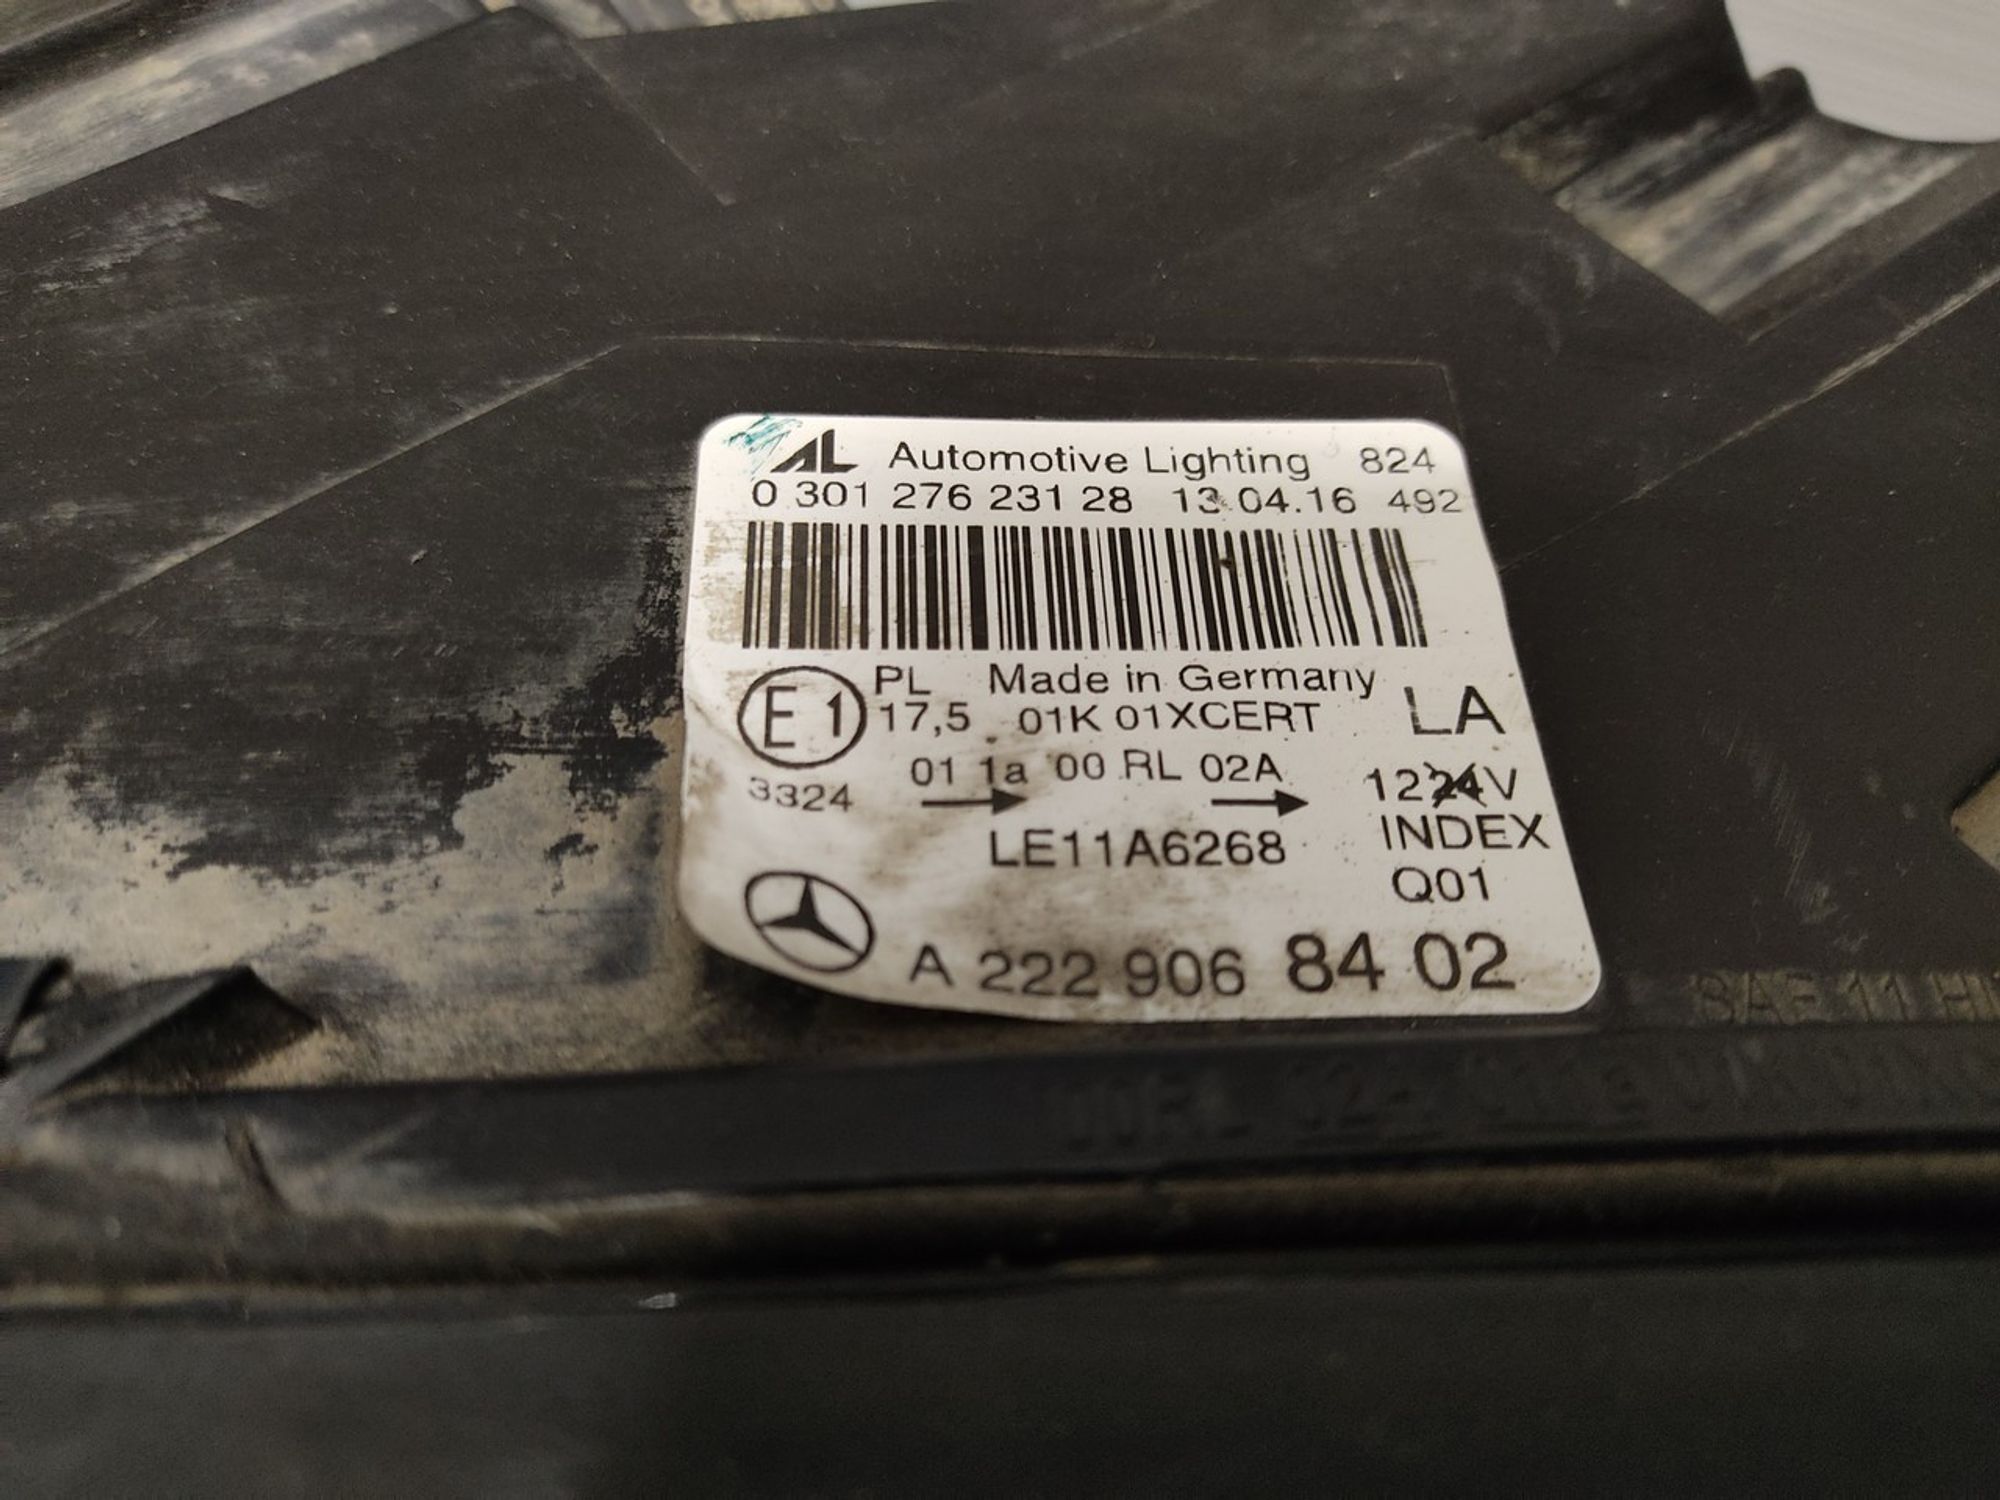 AL Automotive Lighting 824
0 301 276 231 28 13.04.16 492
E1 PL Made in Germany LA
17,5 01K 01XCERT
3324 01 1a 00 RL 02A 1224V
LE11A6268 INDEX
Q01
A 222 906 84 02